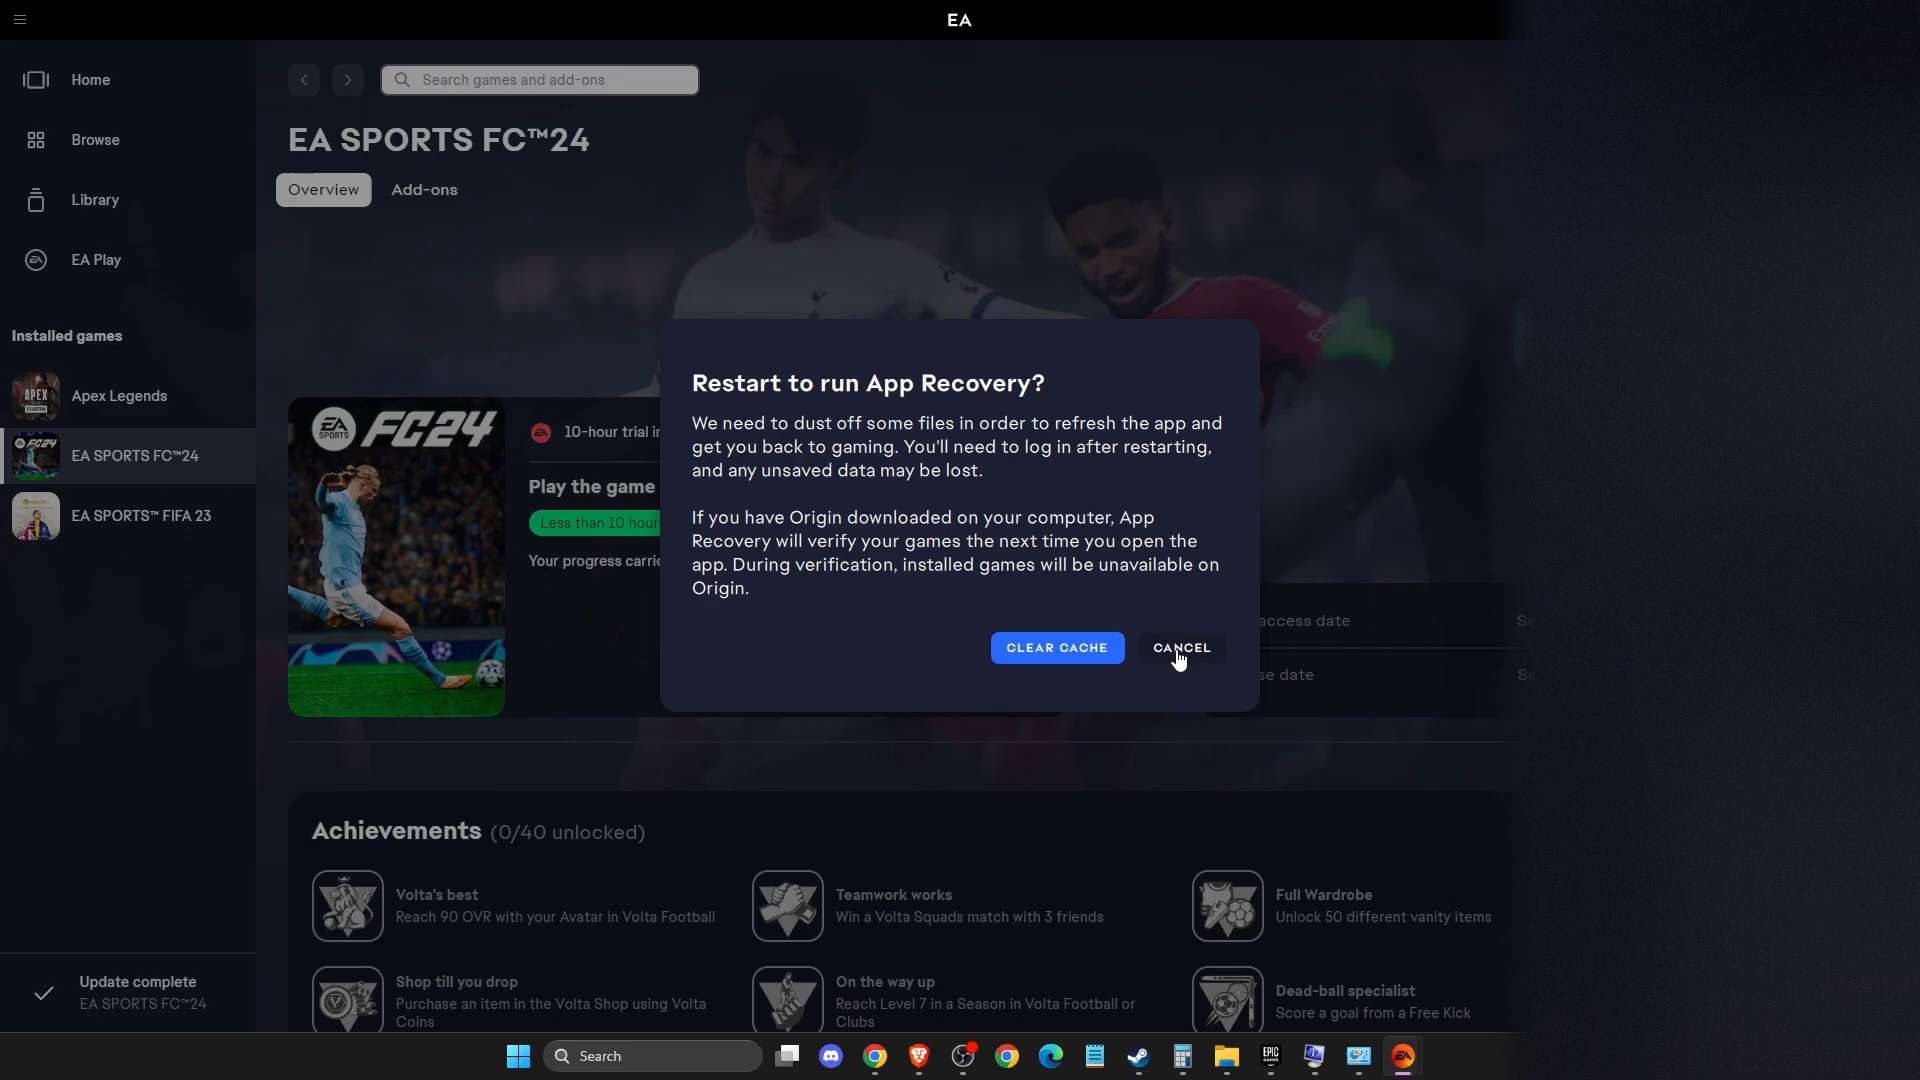 EA
Home
Search games and add-ons
Browse
EA SPORTS FC™24
Overview
Add-ons
Library
EA Play
Installed games
Apex Legends
EA SPORTS FC™24
EA SPORTS™ FIFA 23
EA SPORTS FC24
10-hour trial i
Play the game
Less than 10 hour
Your progress carrie
Restart to run App Recovery?
We need to dust off some files in order to refresh the app and
get you back to gaming. You'll need to log in after restarting,
and any unsaved data may be lost.
If you have Origin downloaded on your computer, App
Recovery will verify your games the next time you open the
app. During verification, installed games will be unavailable on
Origin.
CLEAR CACHE
CANCEL
access date
se date
Achievements (0/40 unlocked)
Volta's best
Reach 90 OVR with your Avatar in Volta Football
Teamwork works
Win a Volta Squads match with 3 friends
Full Wardrobe
Unlock 50 different vanity items
Shop till you drop
Purchase an item in the Volta Shop using Volta
Coins
On the way up
Reach Level 7 in a Season in Volta Football or
Clubs
Dead-ball specialist
Score a goal from a Free Kick
Update complete
EA SPORTS FC™24
Search
EPIC GAMES
EA